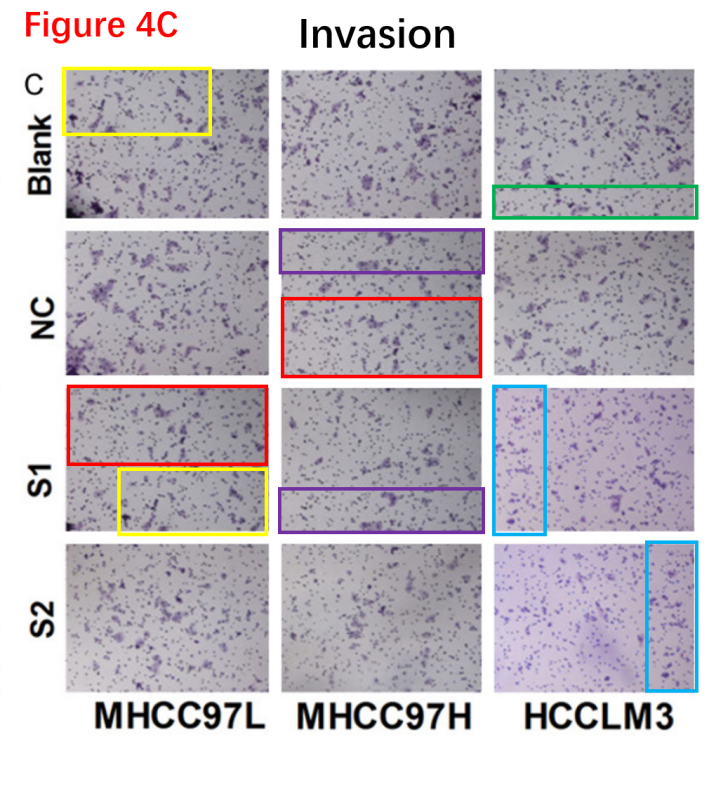 Figure 4C
Invasion
C
Blank
NC
S1
S2
MHCC97L MHCC97H HCCLM3